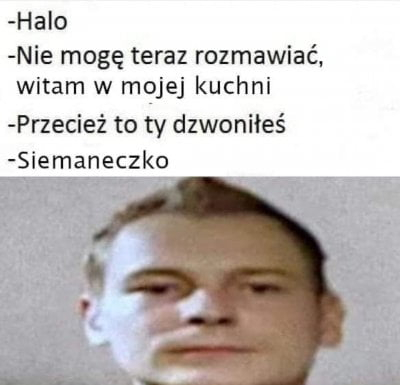 -Halo
-Nie mogę teraz rozmawiać,
witam w mojej kuchni
-Przecież to ty dzwoniłeś
-Siemaneczko